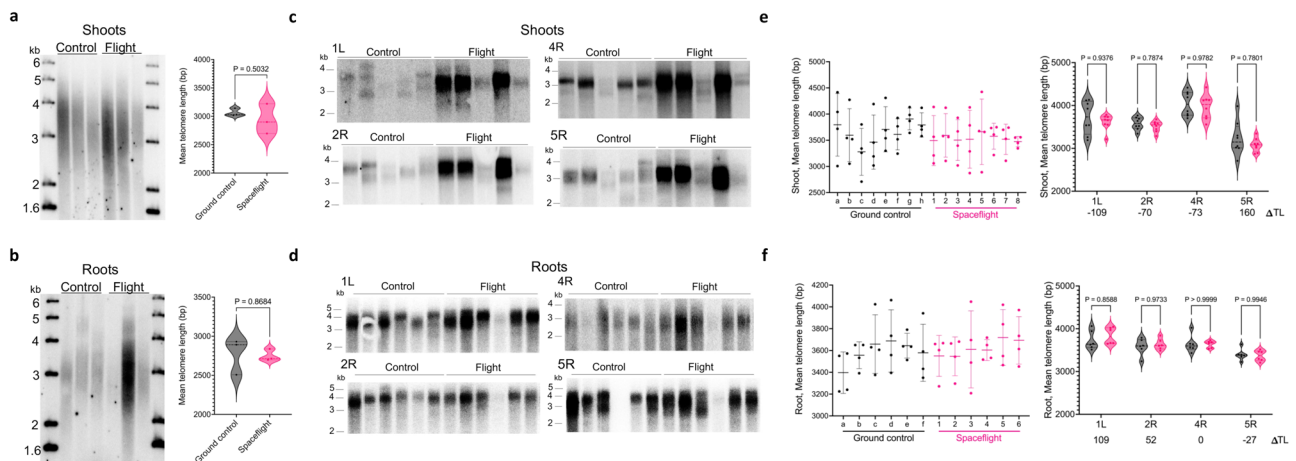 a
Shoots
kb Control Flight
6
5
4
3
2
1.6
Mean telomere length (bp)
4000
3500
3000
2500
2000
P = 0.5032
Ground control
Spaceflight
b
Roots
kb Control Flight
6
5
4
3
2
1.6
Mean telomere length (bp)
3500
3000
2500
2000
P = 0.8684
Ground control
Spaceflight
c
Shoots
1L
kb Control Flight
4
3
2
4R
kb Control Flight
4
3
2
2R
kb Control Flight
4
3
2
5R
kb Control Flight
4
3
2
d
Roots
1L
kb Control Flight
5
4
3
2
4R
kb Control Flight
5
4
3
2
2R
kb Control Flight
5
4
3
2
5R
kb Control Flight
5
4
3
2
e
Shoot, Mean telomere length (bp)
5000
4500
4000
3500
3000
2500
a b c d e f g h 1 2 3 4 5 6 7 8
Ground control Spaceflight
Shoot, Mean telomere length (bp)
5000
4000
3000
2000
P = 0.9376 P = 0.7874 P = 0.9782 P = 0.7801
1L 2R 4R 5R
-109 -70 -73 160 ΔTL
f
Root, Mean telomere length (bp)
4200
4000
3800
3600
3400
3200
3000
a b c d e f 1 2 3 4 5 6
Ground control Spaceflight
Root, Mean telomere length (bp)
5000
4000
3000
2000
P = 0.8588 P = 0.9733 P > 0.9999 P = 0.9946
1L 2R 4R 5R
109 52 0 -27 ΔTL